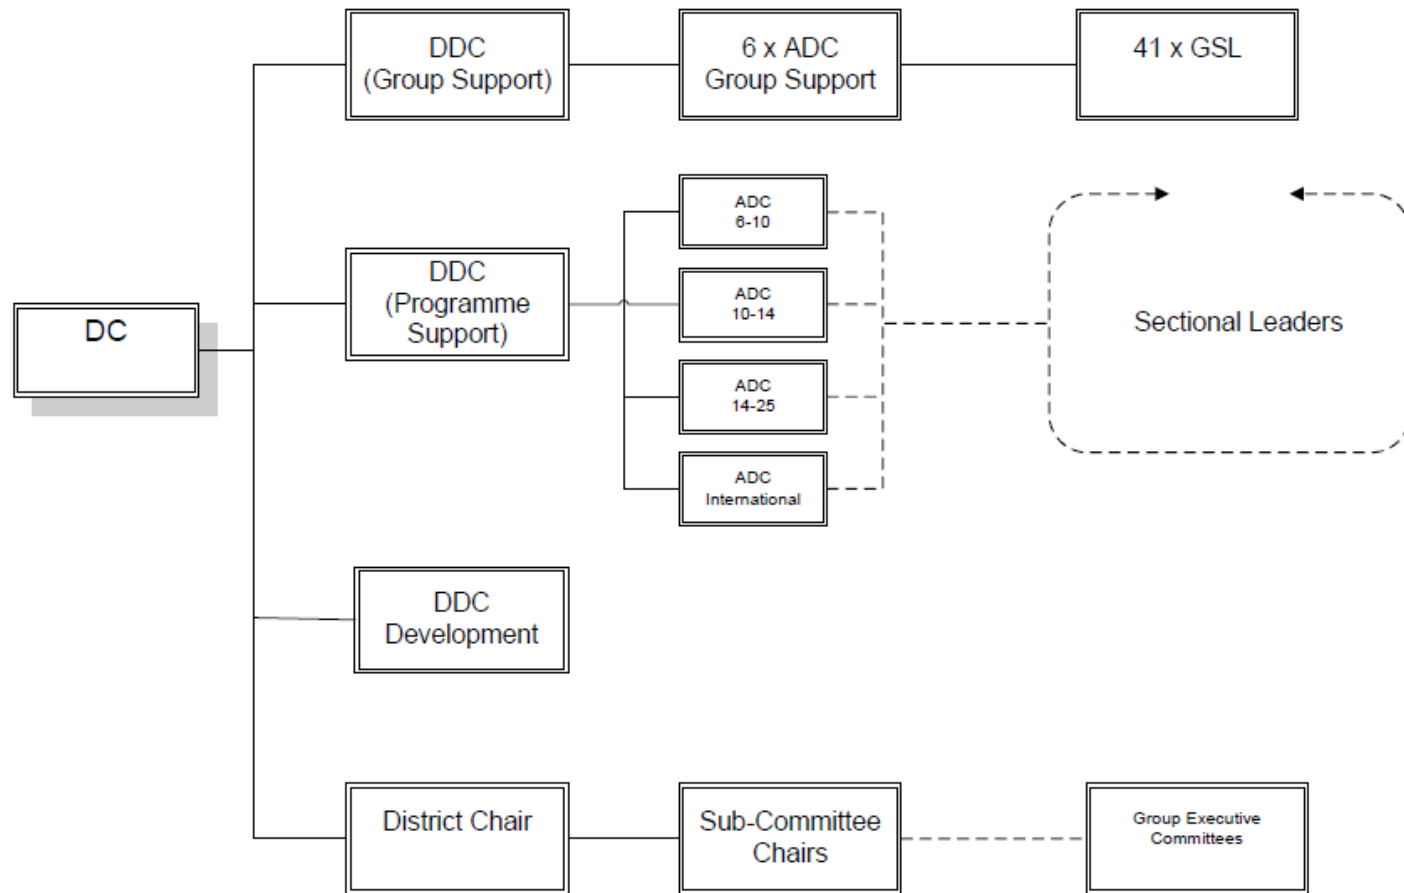 DDC
(Group Support)
6 x ADC
Group Support
41 x GSL
ADC
6-10
DDC
(Programme
Support)
ADC
10-14
DC
Sectional Leaders
ADC
14-25
ADC
International
DDC
Development
District Chair
Sub-Committee
Chairs
Group Executive
Committees